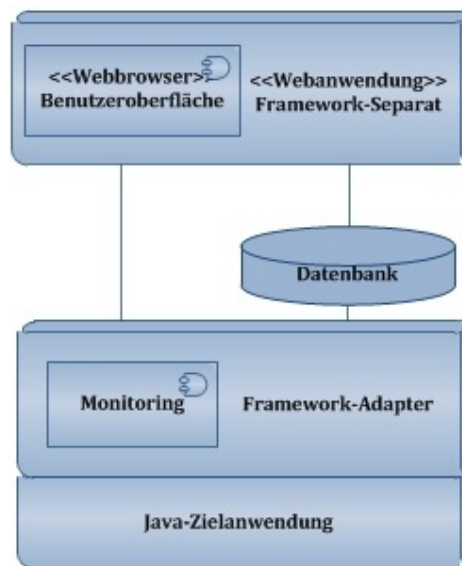 <<Webbrowser>>
Benutzeroberfläche
<<Webanwendung>>
Framework-Separat
Datenbank
Monitoring
Framework-Adapter
Java-Zielanwendung